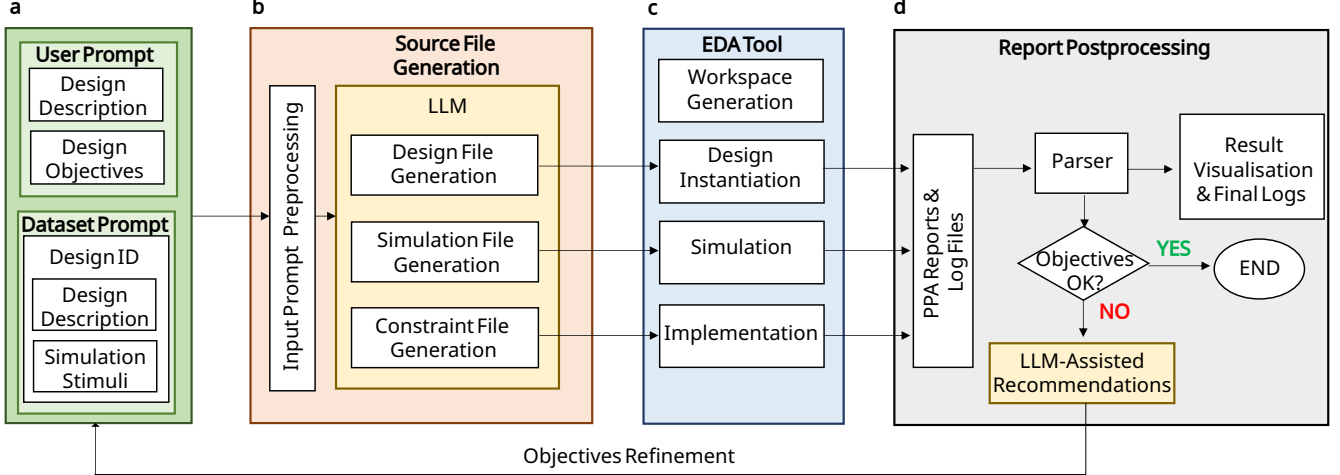 a
User Prompt
Design
Description
Design
Objectives
Dataset Prompt
Design ID
Design
Description
Simulation
Stimuli
b
Source File
Generation
Input Prompt Preprocessing
LLM
Design File
Generation
Simulation File
Generation
Constraint File
Generation
c
EDA Tool
Workspace
Generation
Design
Instantiation
Simulation
Implementation
d
Report Postprocessing
PPA Reports &
Log Files
Parser
Result
Visualisation
& Final Logs
Objectives
OK?
YES
END
NO
LLM-Assisted
Recommendations
Objectives Refinement